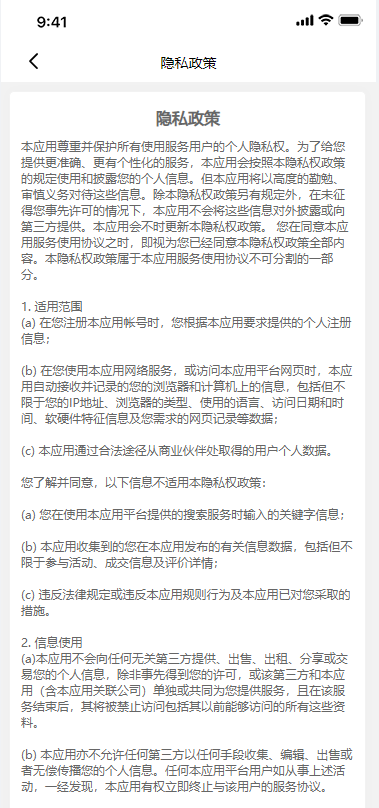 9:41
隐私政策
隐私政策
本应用尊重并保护所有使用服务用户的个人隐私权。为了给您
提供更准确、更有个性化的服务，本应用会按照本隐私权政策
的规定使用和披露您的个人信息。但本应用将以高度的勤勉、
审慎义务对待这些信息。除本隐私权政策另有规定外，在未征
得您事先许可的情况下，本应用不会将这些信息对外披露或向
第三方提供。本应用会不时更新本隐私权政策。 您在同意本应
用服务使用协议之时，即视为您已经同意本隐私权政策全部内
容。本隐私权政策属于本应用服务使用协议不可分割的一部
分。
1. 适用范围
(a) 在您注册本应用帐号时，您根据本应用要求提供的个人注册
信息；
(b) 在您使用本应用网络服务，或访问本应用平台网页时，本应
用自动接收并记录的您的浏览器和计算机上的信息，包括但不
限于您的IP地址、浏览器的类型、使用的语言、访问日期和时
间、软硬件特征信息及您需求的网页记录等数据；
(c) 本应用通过合法途径从商业伙伴处取得的用户个人数据。
您了解并同意，以下信息不适用本隐私权政策：
(a) 您在使用本应用平台提供的搜索服务时输入的关键字信息；
(b) 本应用收集到的您在本应用发布的有关信息数据，包括但不
限于参与活动、成交信息及评价详情；
(c) 违反法律规定或违反本应用规则行为及本应用已对您采取的
措施。
2. 信息使用
(a)本应用不会向任何无关第三方提供、出售、出租、分享或交
易您的个人信息，除非事先得到您的许可，或该第三方和本应
用（含本应用关联公司）单独或共同为您提供服务，且在该服
务结束后，其将被禁止访问包括其以前能够访问的所有这些资
料。
(b) 本应用亦不允许任何第三方以任何手段收集、编辑、出售或
者无偿传播您的个人信息。任何本应用平台用户如从事上述活
动，一经发现，本应用有权立即终止与该用户的服务协议。